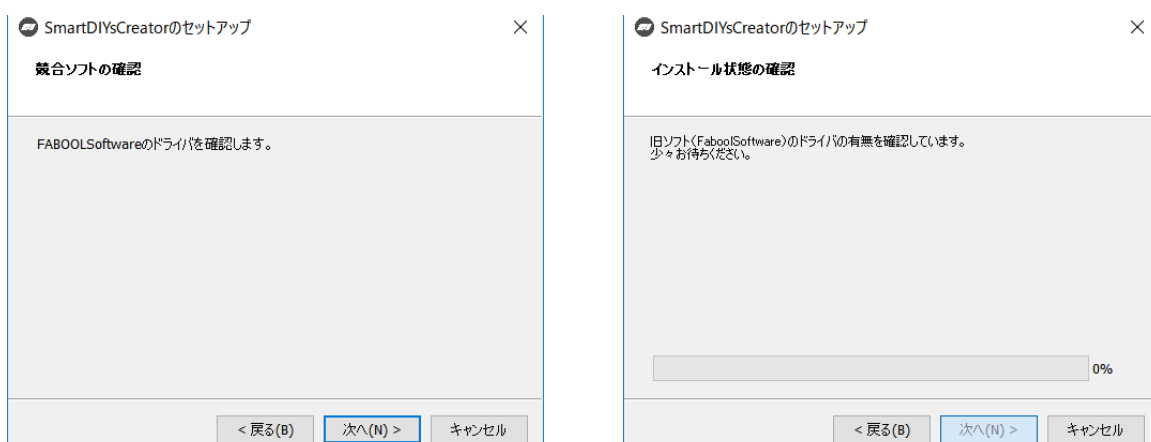 SmartDIYsCreatorのセットアップ
競合ソフトの確認
FABOOLSoftwareのドライバを確認します。
< 戻る(B)
次へ(N) >
キャンセル
SmartDIYsCreatorのセットアップ
インストール状態の確認
旧ソフト(FaboolSoftware)のドライバの有無を確認しています。
少々お待ちください。
0%
< 戻る(B)
次へ(N) >
キャンセル